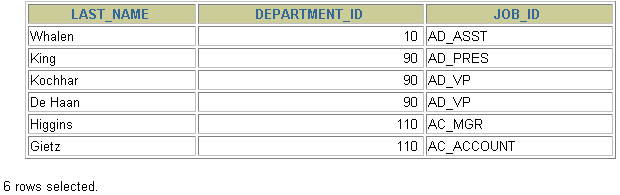 LAST_NAME DEPARTMENT_ID JOB_ID
Whalen 10 AD_ASST
King 90 AD_PRES
Kochhar 90 AD_VP
De Haan 90 AD_VP
Higgins 110 AC_MGR
Gietz 110 AC_ACCOUNT
6 rows selected.